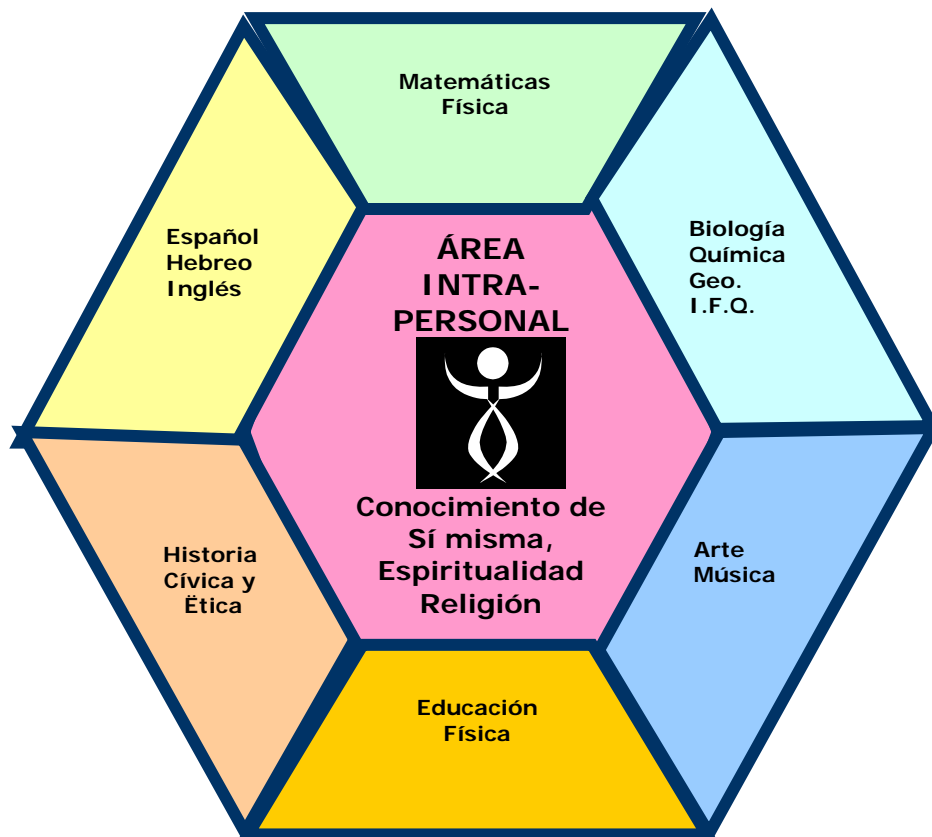 Matemáticas
Física
Español
Hebreo
Inglés
Biología
Química
Geo.
I.F.Q.
ÁREA
INTRA-
PERSONAL
Conocimiento de
Sí misma,
Espiritualidad
Religión
Historia
Cívica y
Ëtica
Arte
Música
Educación
Física